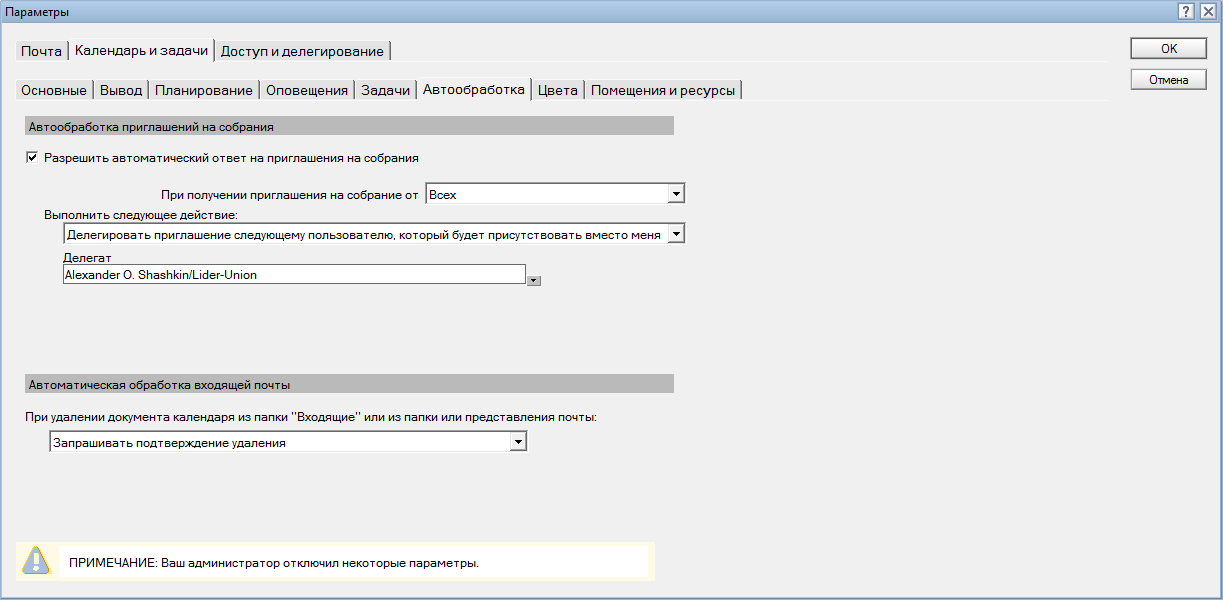 Параметры
Почта Календарь и задачи Доступ и делегирование
OK
Отмена
Основные Вывод Планирование Оповещения Задачи Автообработка Цвета Помещения и ресурсы
Автообработка приглашений на собрания
Разрешить автоматический ответ на приглашения на собрания
При получении приглашения на собрание от Всех
Выполнить следующее действие:
Делегировать приглашение следующему пользователю, который будет присутствовать вместо меня
Делегат
Alexander O. Shashkin/Lider-Union
Автоматическая обработка входящей почты
При удалении документа календаря из папки "Входящие" или из папки или представления почты:
Запрашивать подтверждение удаления
ПРИМЕЧАНИЕ: Ваш администратор отключил некоторые параметры.